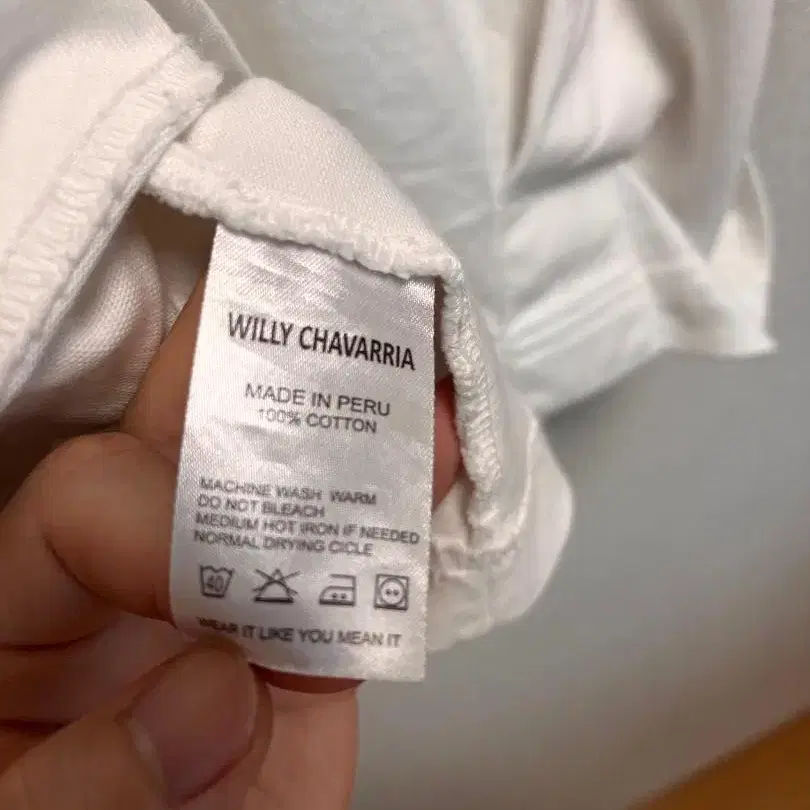 WILLY CHAVARRIA
MADE IN PERU
100% COTTON
MACHINE WASH WARM
DO NOT BLEACH
MEDIUM HOT IRON IF NEEDED
NORMAL DRYING CICLE
40
WEAR IT LIKE YOU MEAN IT